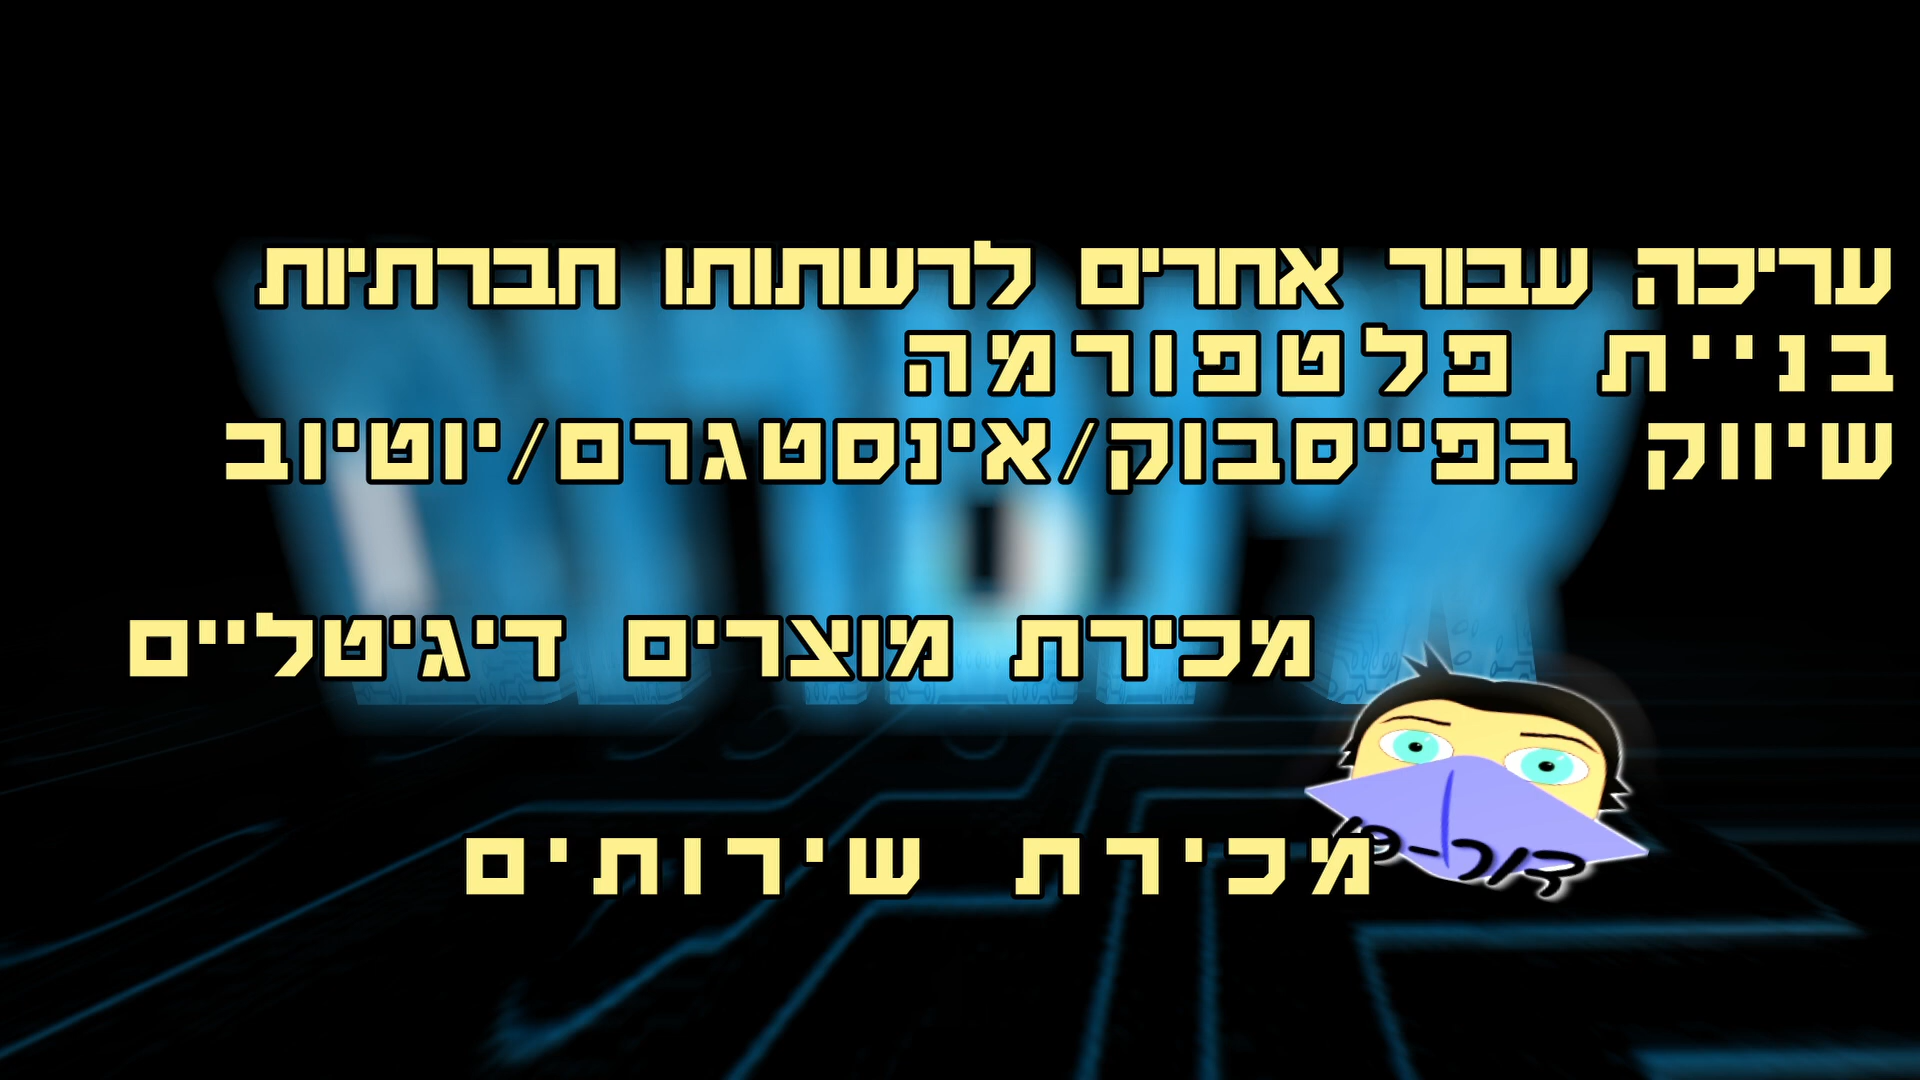 עריכה עבור אחרים לרשתותו חברתיות
בניית פלטפורמה
שיווק בפייסבוק/אינסטגרם/יוטיוב
מכירת מוצרים דיגיטליים
מכירת שירותים